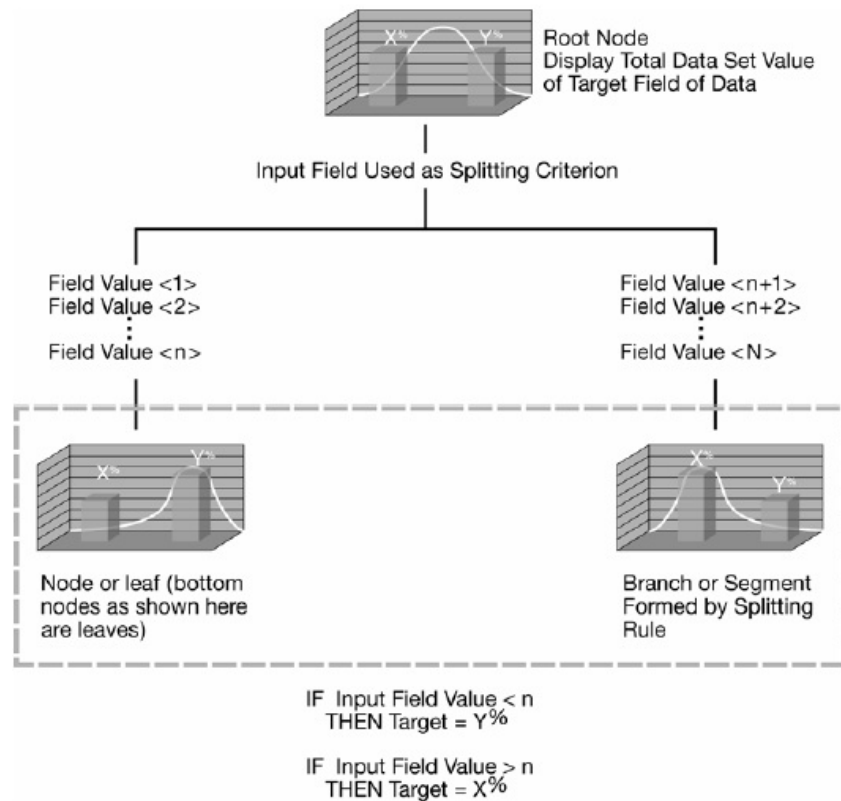 X% Y%
Root Node
Display Total Data Set Value
of Target Field of Data
Input Field Used as Splitting Criterion
Field Value <1>
Field Value <2>
Field Value <n>
Field Value <n+1>
Field Value <n+2>
Field Value <N>
X% Y%
Node or leaf (bottom
nodes as shown here
are leaves)
X% Y%
Branch or Segment
Formed by Splitting
Rule
IF Input Field Value < n
THEN Target = Y%
IF Input Field Value > n
THEN Target = X%